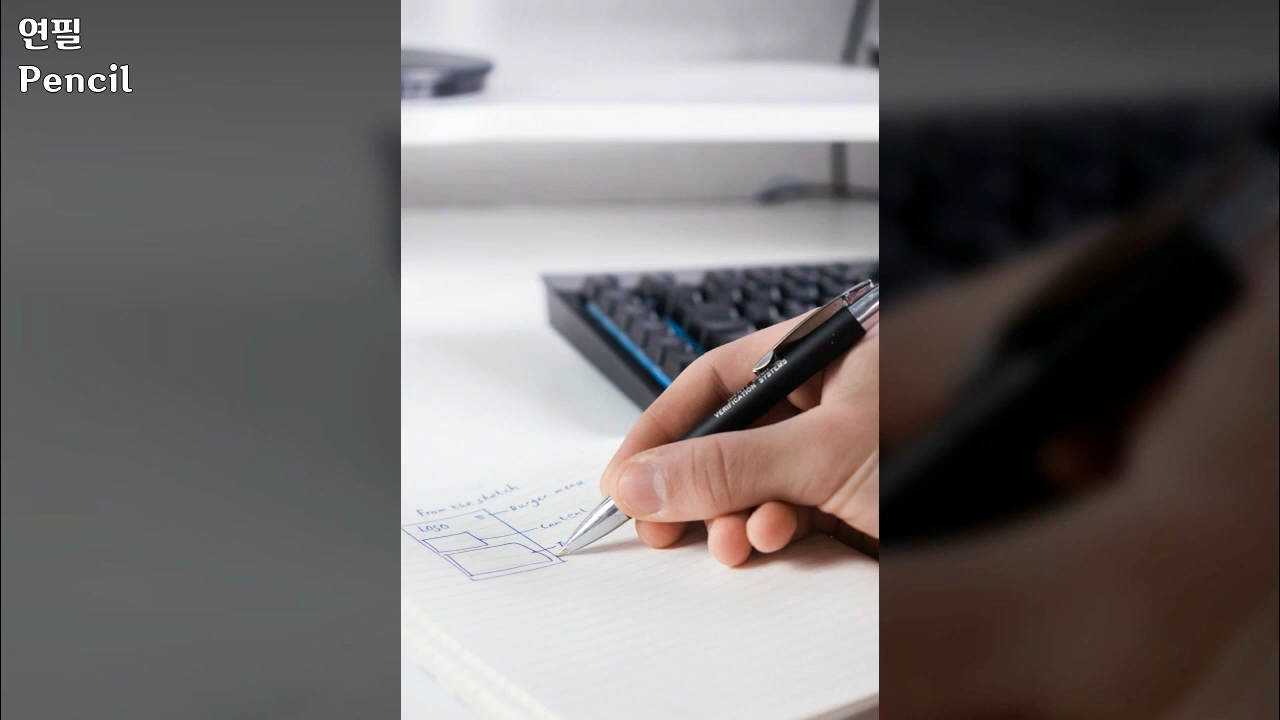 연필
Pencil
VERIFICATION SYSTEMS
From the sketch
Burger menu
LOGO
Content